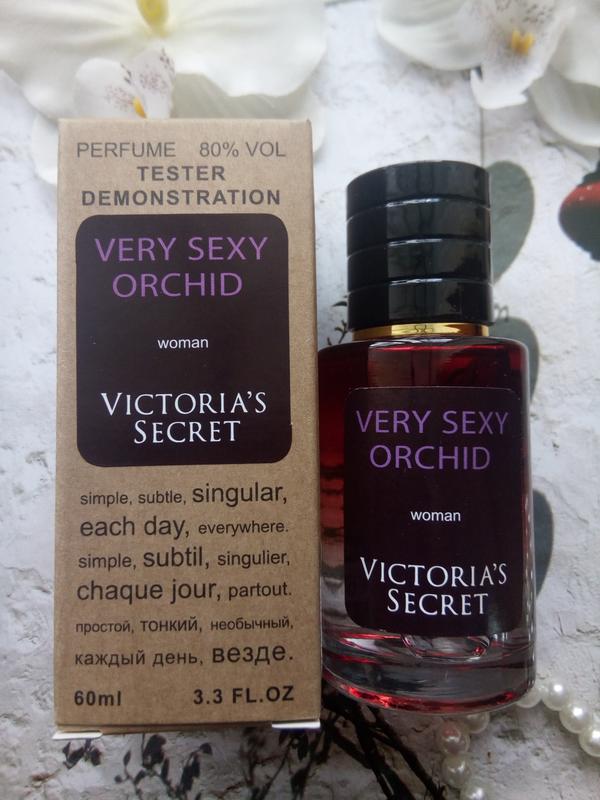 PERFUME 80% VOL
TESTER
DEMONSTRATION
VERY SEXY
ORCHID
woman
VICTORIA'S
SECRET
simple, subtle, singular,
each day, everywhere.
simple, subtil, singulier,
chaque jour, partout.
простой, тонкий, необычный,
каждый день, везде.
60ml 3.3 FL.OZ
VERY SEXY
ORCHID
woman
VICTORIA'S
SECRET